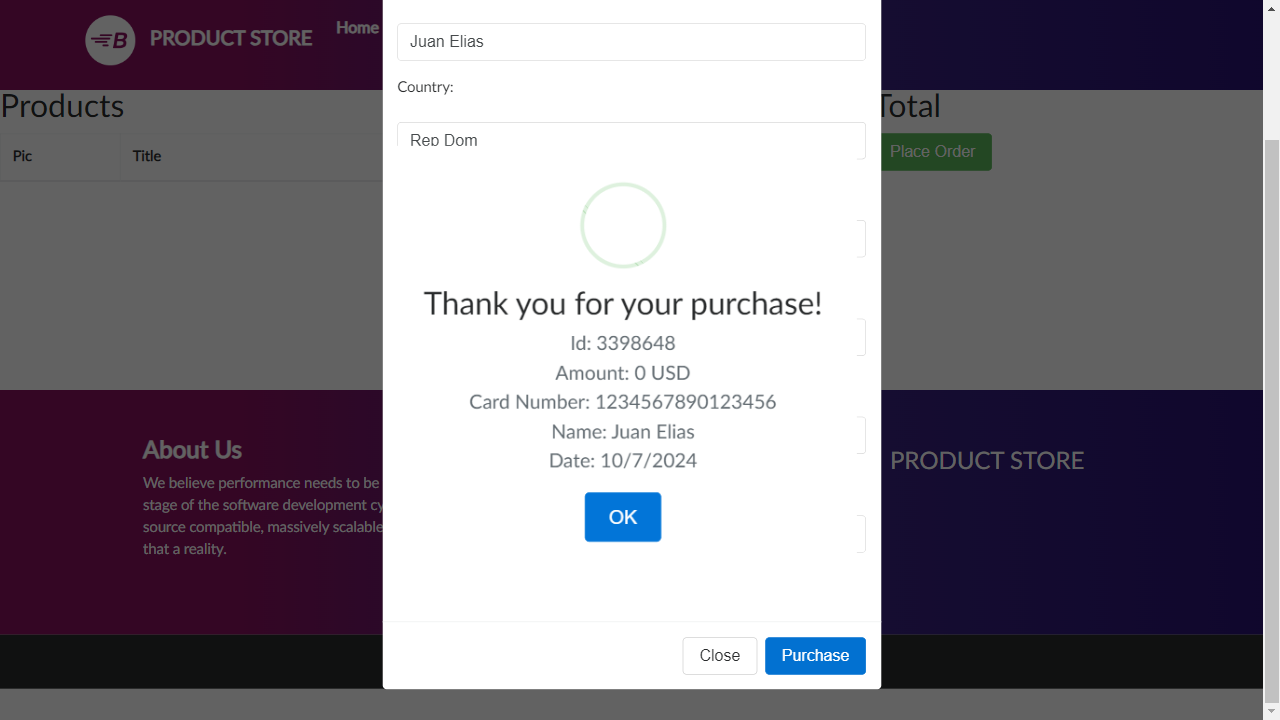 B PRODUCT STORE
Home
Products
Pic
Title
Total
Place Order
Juan Elias
Country:
Rep Dom
Thank you for your purchase!
Id: 3398648
Amount: 0 USD
Card Number: 1234567890123456
Name: Juan Elias
Date: 10/7/2024
OK
Close
Purchase
About Us
We believe performance needs to be
stage of the software development cy
source compatible, massively scalable
that a reality.
PRODUCT STORE